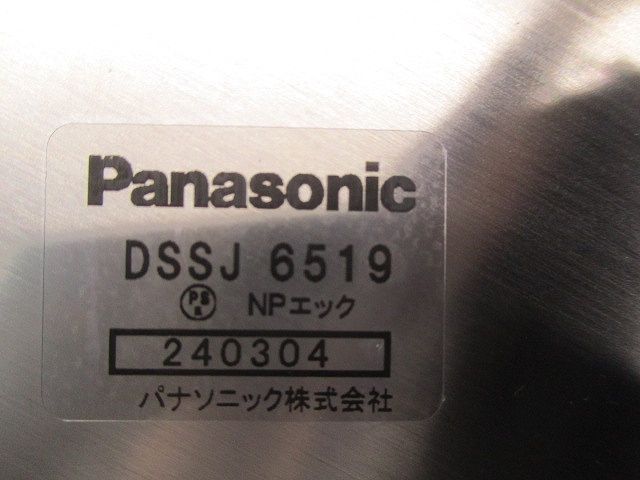 Panasonic
DSSJ 6519
PS E NPエック
240304
パナソニック株式会社